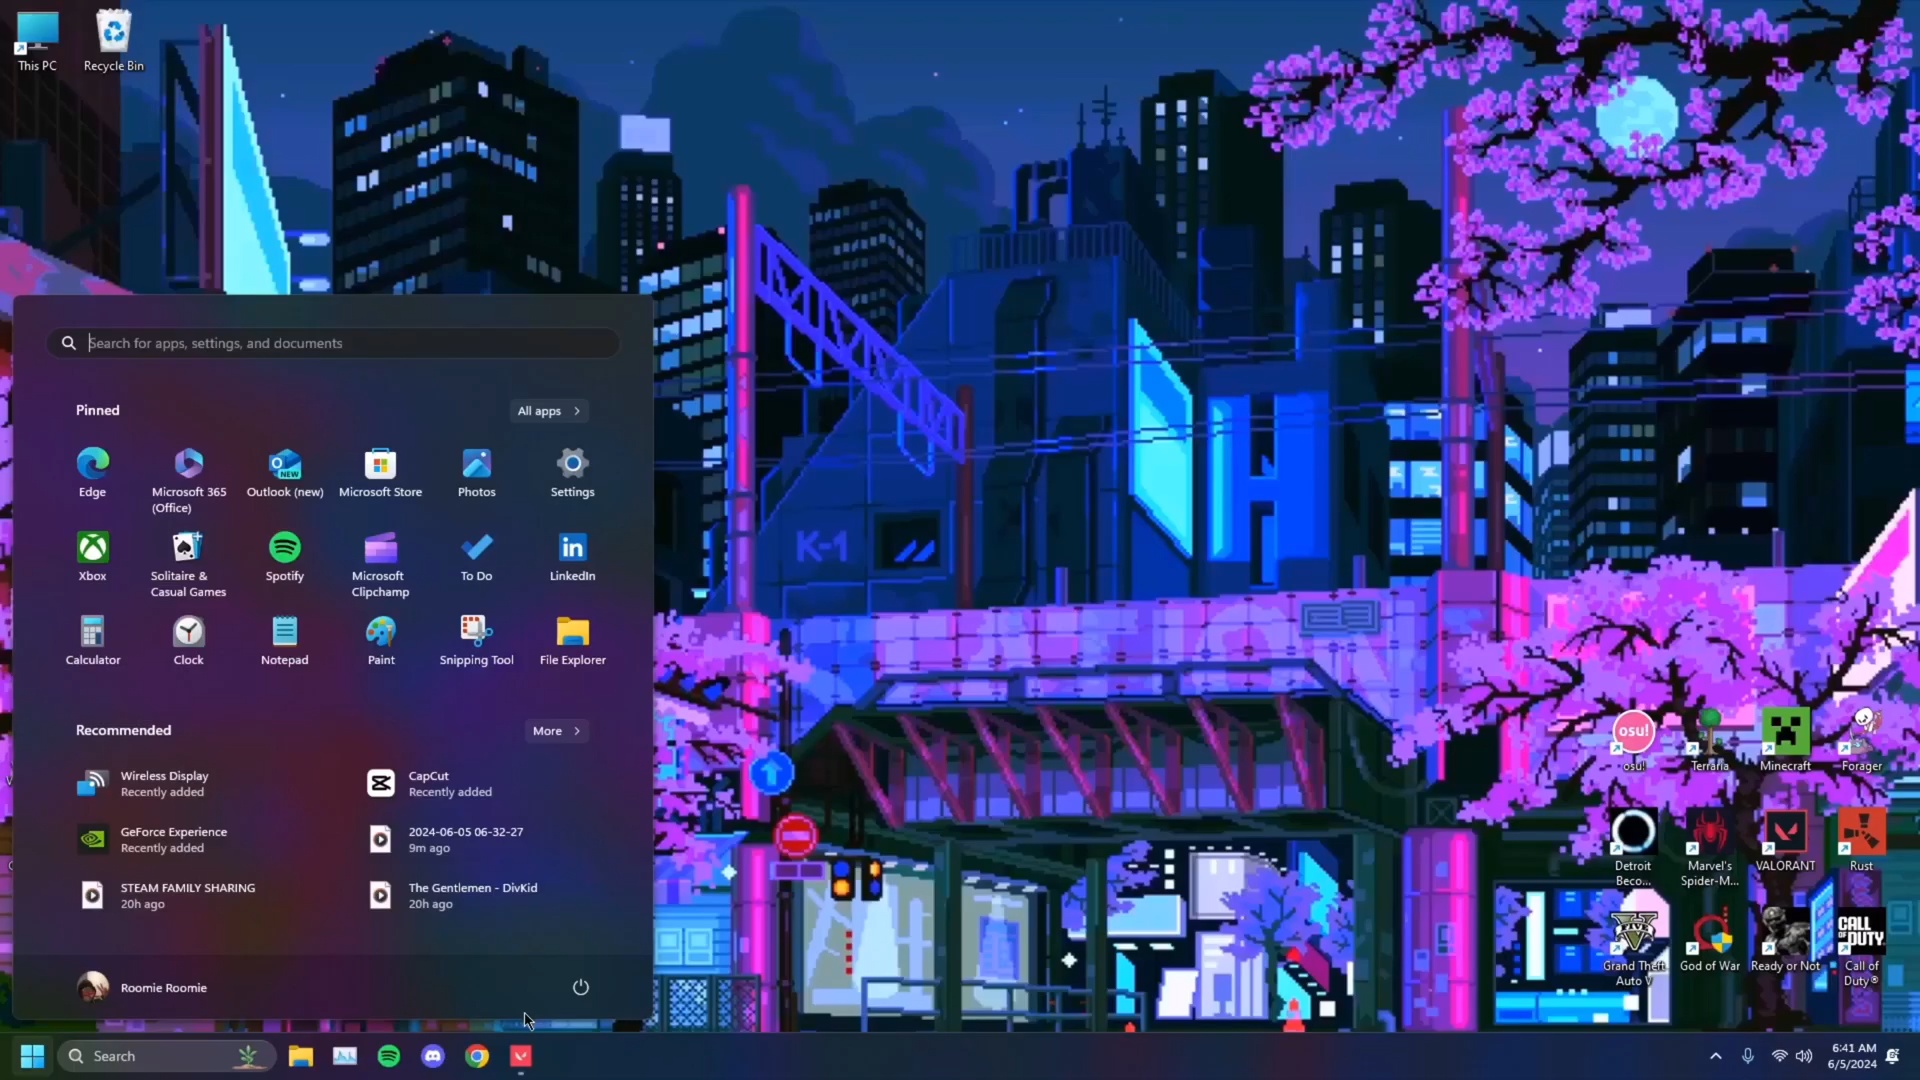 This PC
Recycle Bin
Search for apps, settings, and documents
Pinned
All apps
Edge
Microsoft 365
(Office)
Outlook (new)
Microsoft Store
Photos
Settings
Xbox
Solitaire &
Casual Games
Spotify
Microsoft
Clipchamp
To Do
LinkedIn
Calculator
Clock
Notepad
Paint
Snipping Tool
File Explorer
Recommended
More
Wireless Display
Recently added
CapCut
Recently added
GeForce Experience
Recently added
2024-06-05 06-32-27
9m ago
STEAM FAMILY SHARING
20h ago
The Gentlemen - DivKid
20h ago
Roomie Roomie
K-1
osu!
osu!
Terraria
Minecraft
Forager
Detroit
Beco...
Marvel's
Spider-M...
VALORANT
Rust
FIVE
CALL
OF DUTY
Grand Theft
Auto V
God of War
Ready or Not
Call of
Duty®
Search
6:41 AM
6/5/2024